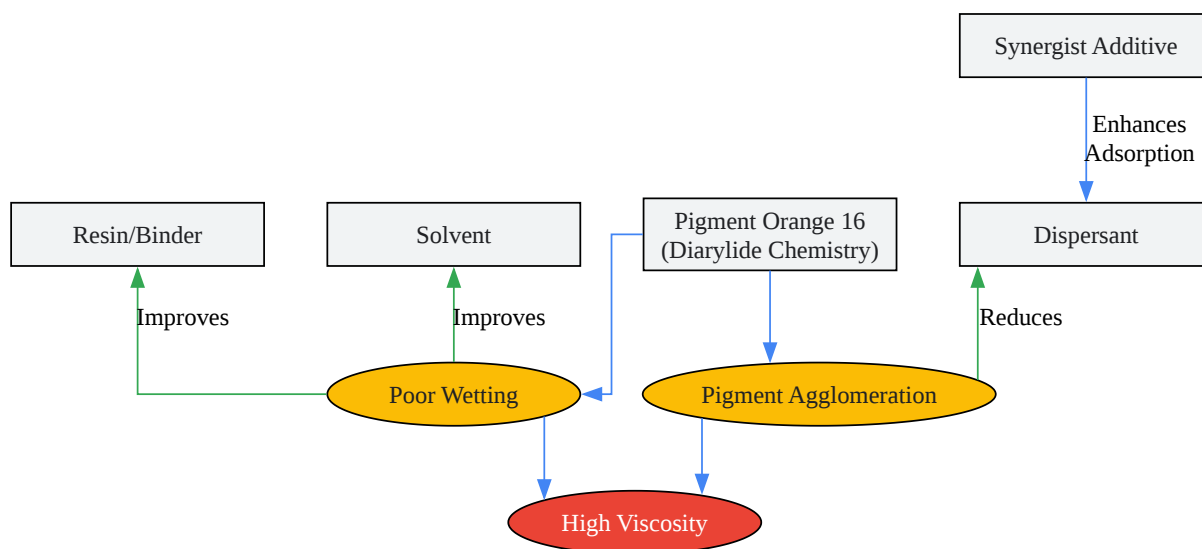 Synergist Additive
Enhances
Adsorption
Resin/Binder
Solvent
Pigment Orange 16
(Diarylide Chemistry)
Dispersant
Improves
Improves
Reduces
Poor Wetting
Pigment Agglomeration
High Viscosity